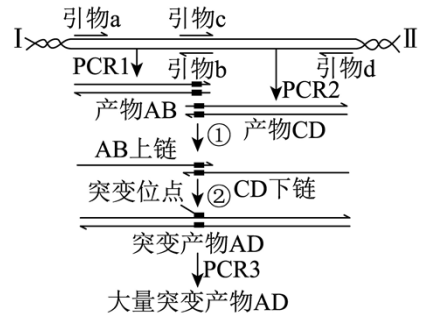 引物a 引物c
Ⅰ Ⅱ
PCR1 引物b 引物d
PCR2
产物AB
① 产物CD
AB上链
突变位点 ② CD下链
突变产物AD
PCR3
大量突变产物AD